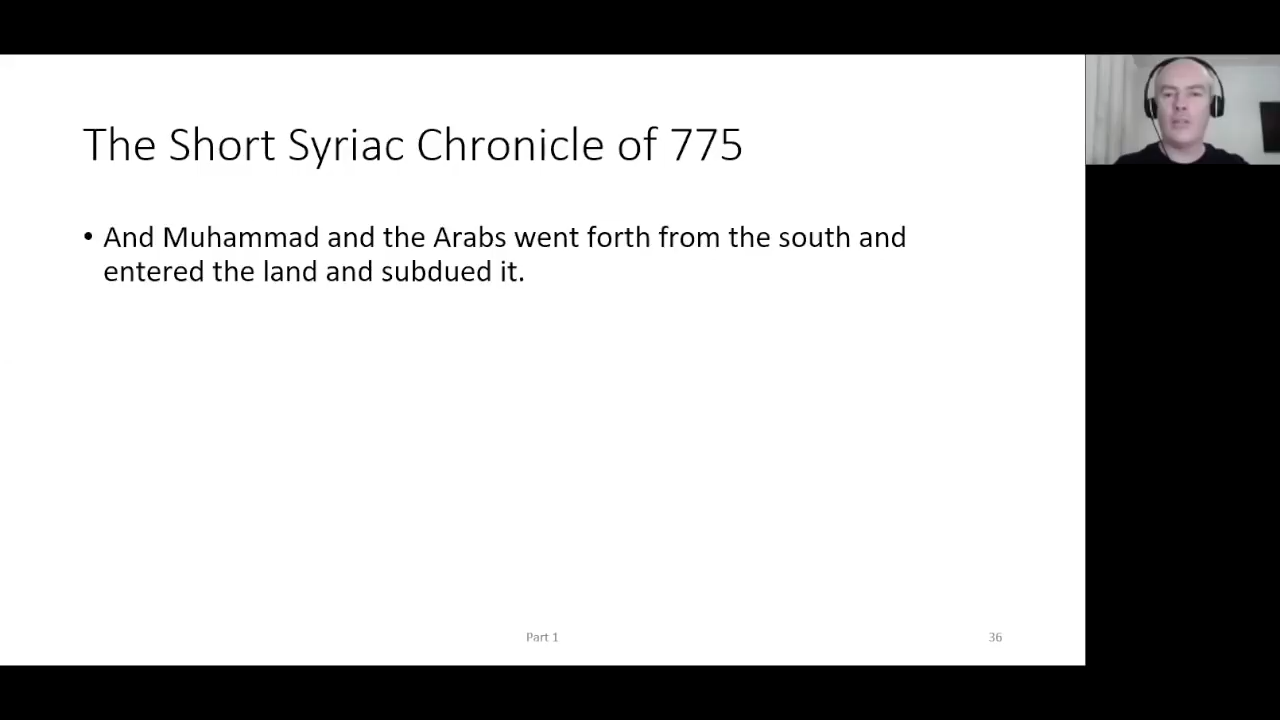 The Short Syriac Chronicle of 775
• And Muhammad and the Arabs went forth from the south and
entered the land and subdued it.
Part 1
36